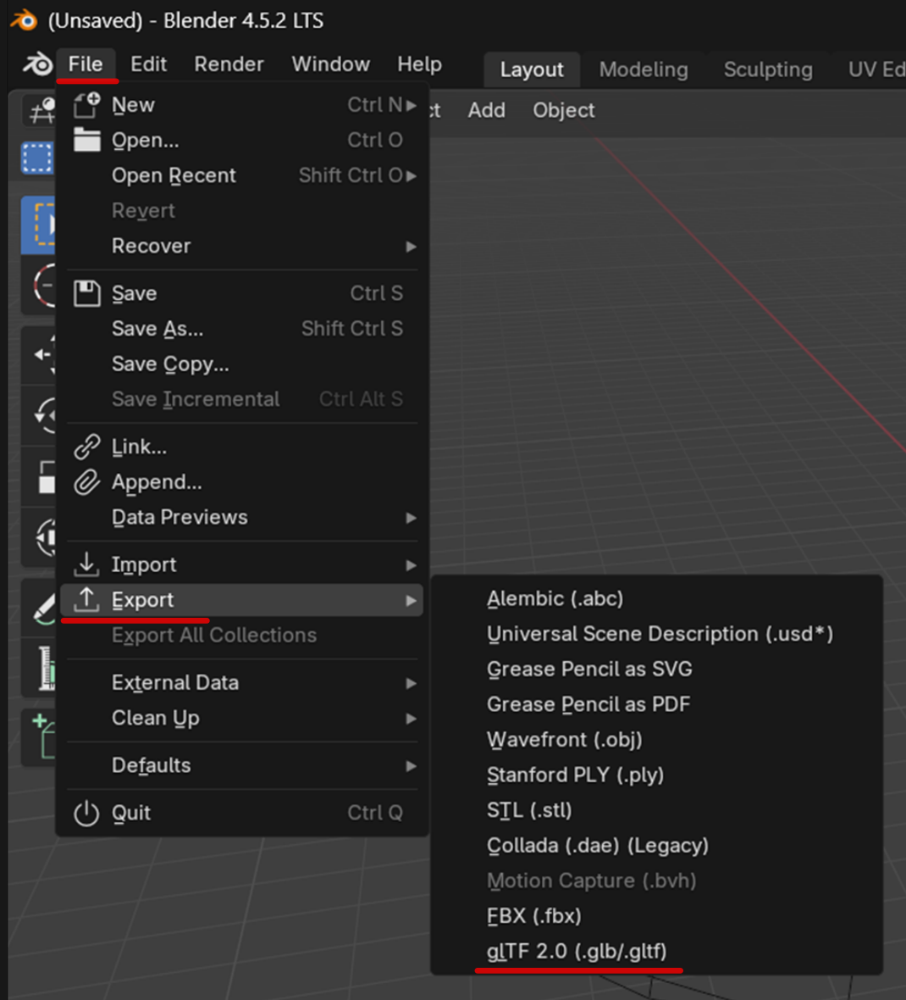 (Unsaved) - Blender 4.5.2 LTS
File Edit Render Window Help Layout Modeling Sculpting UV Ed
Add Object
New Ctrl N
Open... Ctrl O
Open Recent Shift Ctrl O
Revert
Recover
Save Ctrl S
Save As... Shift Ctrl S
Save Copy...
Save Incremental Ctrl Alt S
Link...
Append...
Data Previews
Import
Export
Export All Collections
External Data
Clean Up
Defaults
Quit Ctrl Q
Alembic (.abc)
Universal Scene Description (.usd*)
Grease Pencil as SVG
Grease Pencil as PDF
Wavefront (.obj)
Stanford PLY (.ply)
STL (.stl)
Collada (.dae) (Legacy)
Motion Capture (.bvh)
FBX (.fbx)
glTF 2.0 (.glb/.gltf)